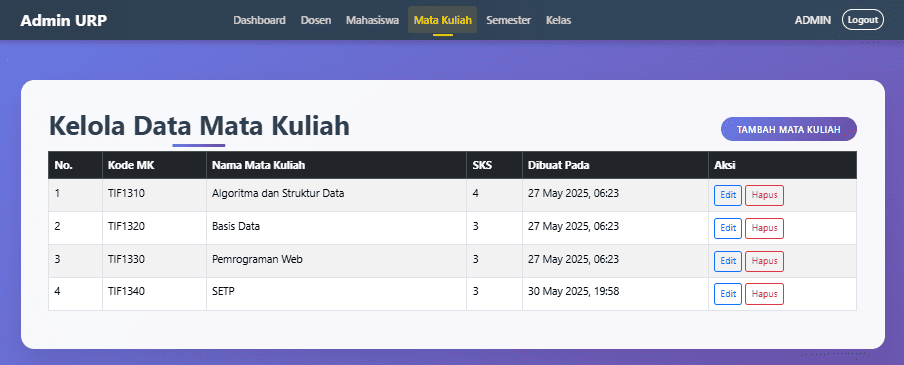 Admin URP Dashboard Dosen Mahasiswa Mata Kuliah Semester Kelas ADMIN Logout
Kelola Data Mata Kuliah
TAMBAH MATA KULIAH
No. Kode MK Nama Mata Kuliah SKS Dibuat Pada Aksi
1 TIF1310 Algoritma dan Struktur Data 4 27 May 2025, 06:23 Edit Hapus
2 TIF1320 Basis Data 3 27 May 2025, 06:23 Edit Hapus
3 TIF1330 Pemrograman Web 3 27 May 2025, 06:23 Edit Hapus
4 TIF1340 SETP 3 30 May 2025, 19:58 Edit Hapus